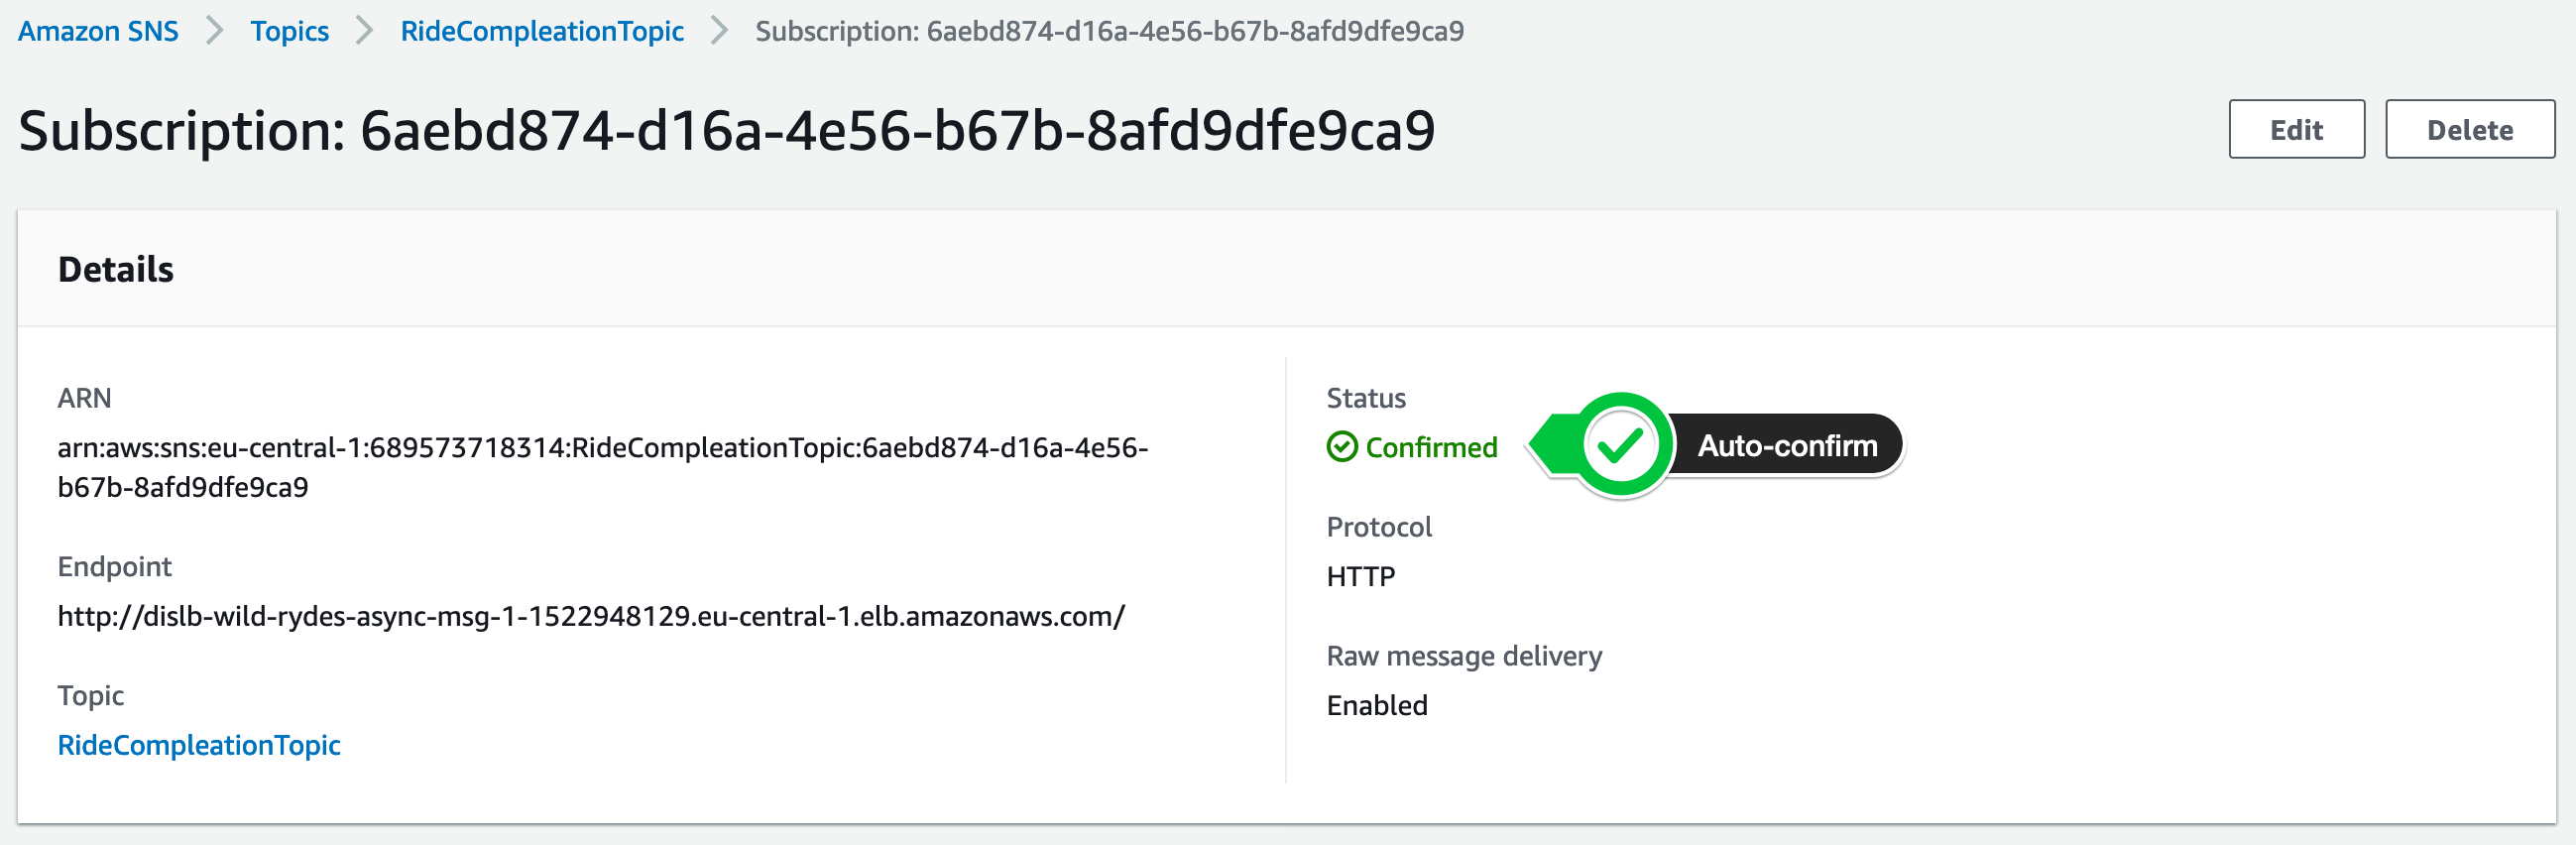 Amazon SNS > Topics > RideCompleationTopic > Subscription: 6aebd874-d16a-4e56-b67b-8afd9dfe9ca9
Subscription: 6aebd874-d16a-4e56-b67b-8afd9dfe9ca9
Edit
Delete
Details
ARN
arn:aws:sns:eu-central-1:689573718314:RideCompleationTopic:6aebd874-d16a-4e56-
b67b-8afd9dfe9ca9
Endpoint
http://dislb-wild-rydes-async-msg-1-1522948129.eu-central-1.elb.amazonaws.com/
Topic
RideCompleationTopic
Status
Confirmed
Auto-confirm
Protocol
HTTP
Raw message delivery
Enabled